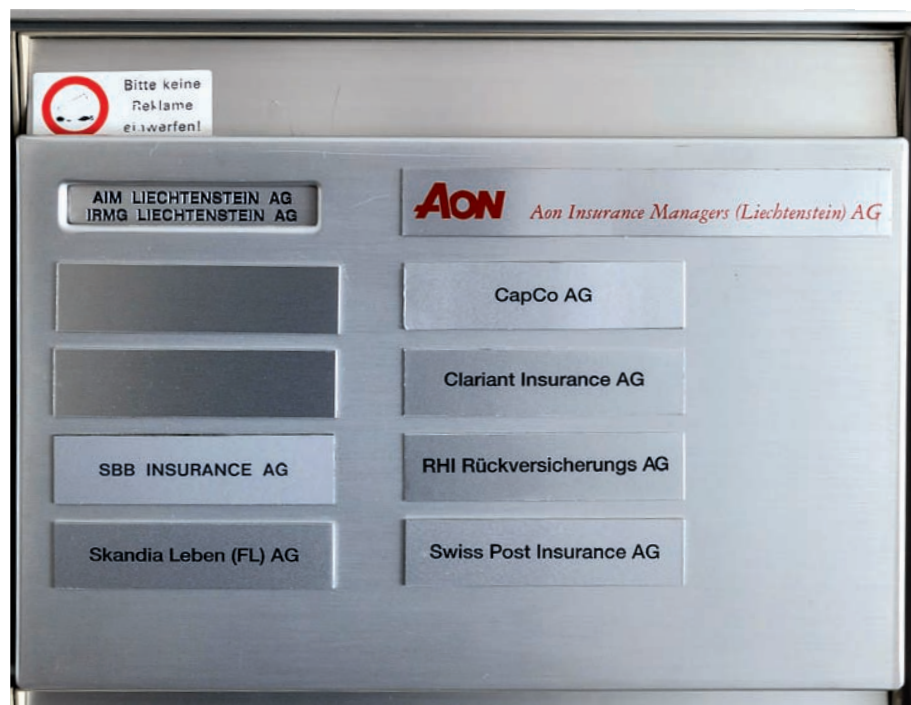 Bitte keine
Reklame
einwerfen!
AIM LIECHTENSTEIN AG
IRMG LIECHTENSTEIN AG
AON Aon Insurance Managers (Liechtenstein) AG
CapCo AG
Clariant Insurance AG
SBB INSURANCE AG
RHI Rückversicherungs AG
Skandia Leben (FL) AG
Swiss Post Insurance AG